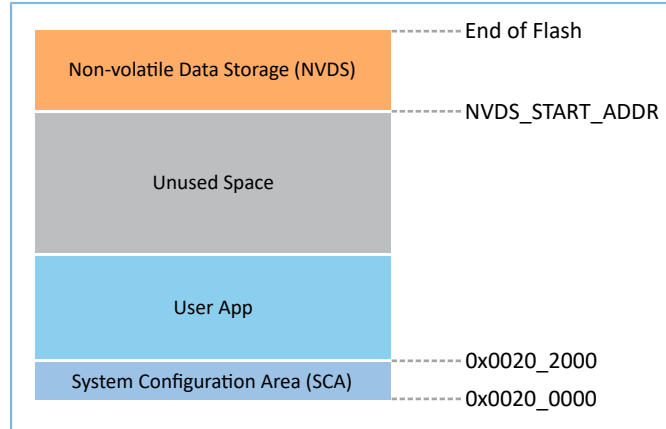 End of Flash
Non-volatile Data Storage (NVDS)
NVDS_START_ADDR
Unused Space
User App
0x0020_2000
System Configuration Area (SCA)
0x0020_0000